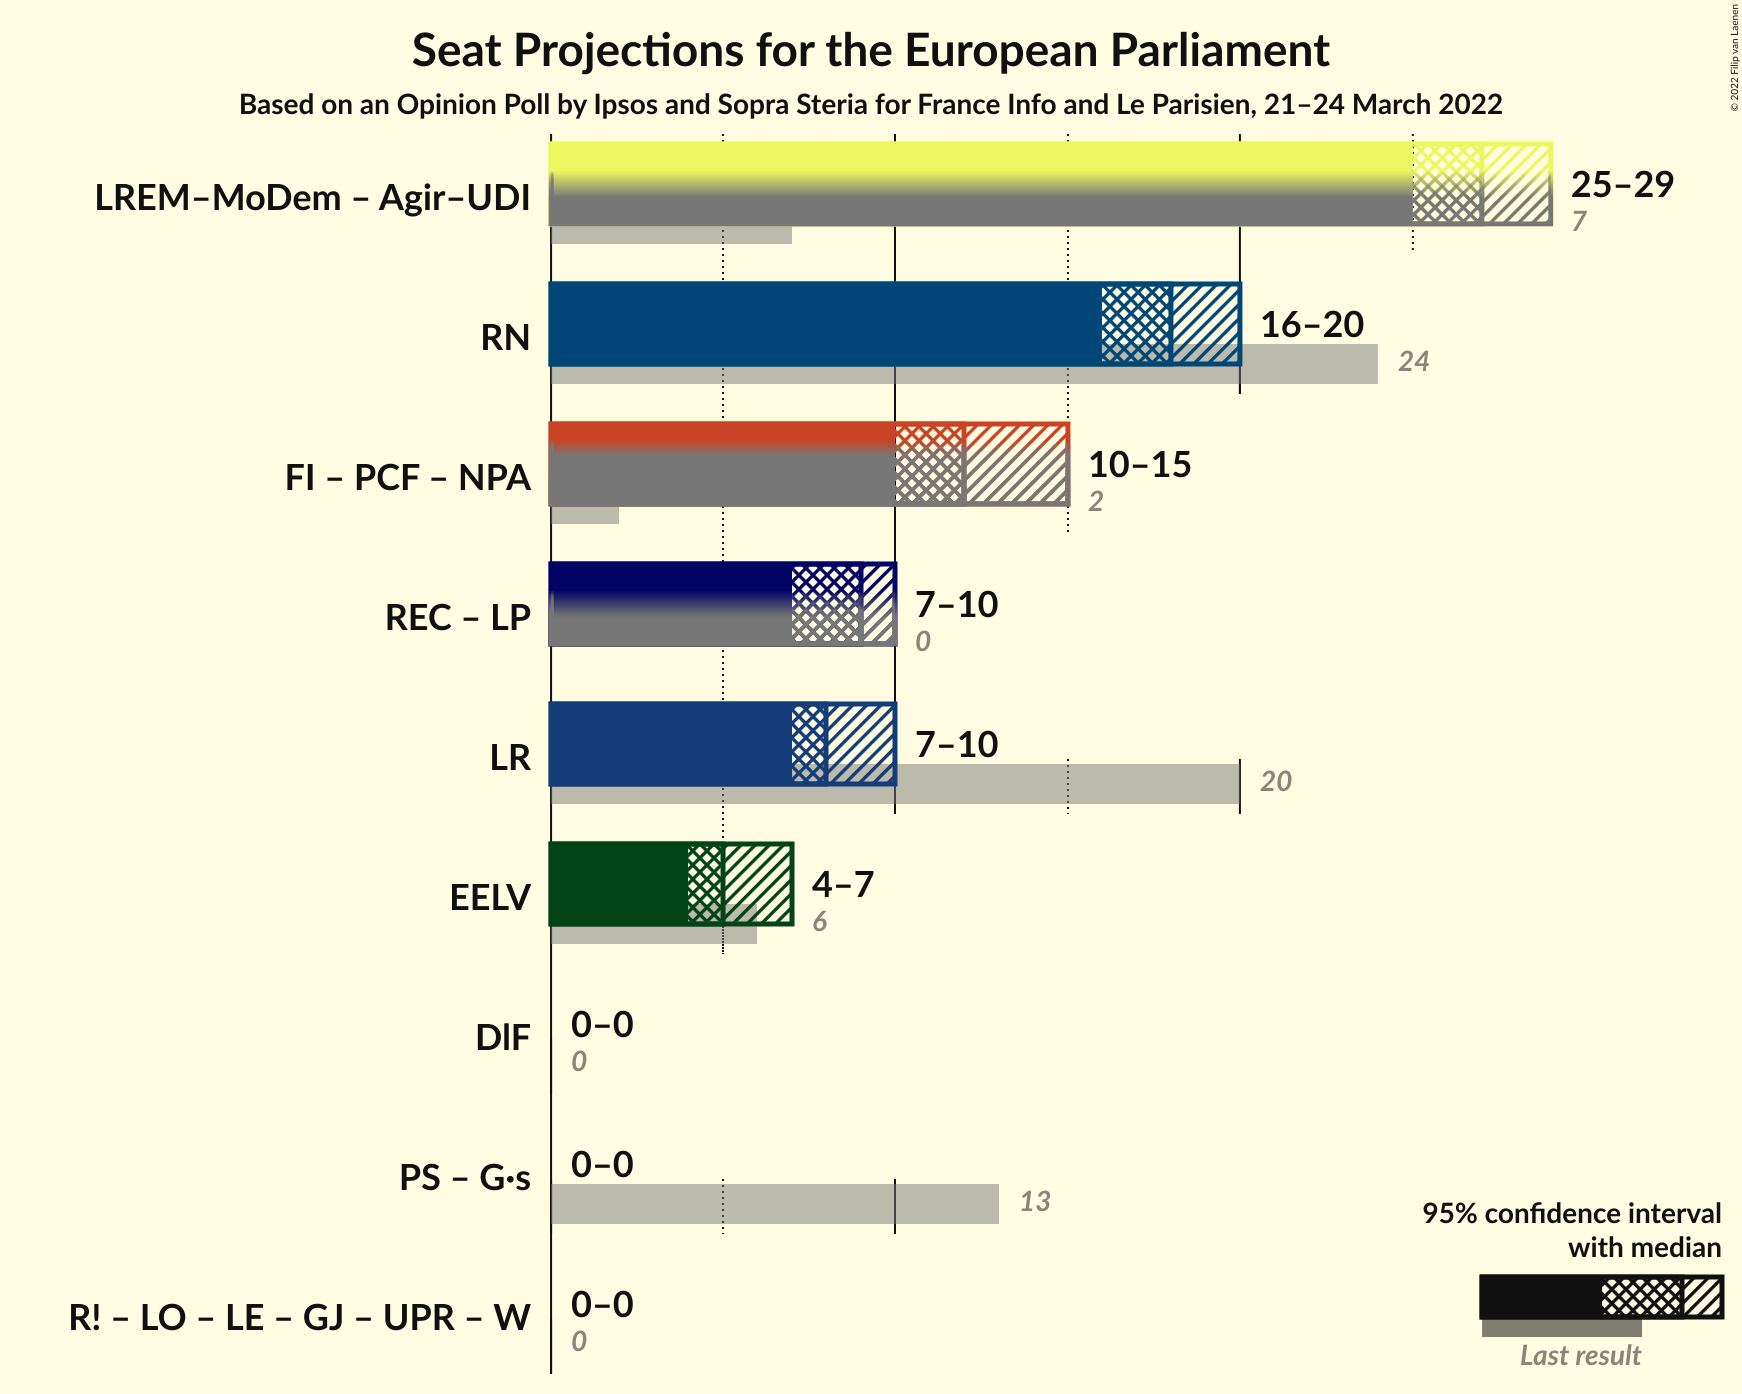 Seat Projections for the European Parliament
Based on an Opinion Poll by Ipsos and Sopra Steria for France Info and Le Parisien, 21–24 March 2022
© 2022 Filip van Laenen
LREM–MoDem – Agir–UDI
25–29
7
RN
16–20
24
FI – PCF – NPA
10–15
2
REC – LP
7–10
0
LR
7–10
20
EELV
4–7
6
DlF
0–0
0
PS – G·s
0–0
13
R! – LO – LE – GJ – UPR – W
0–0
0
95% confidence interval
with median
Last result